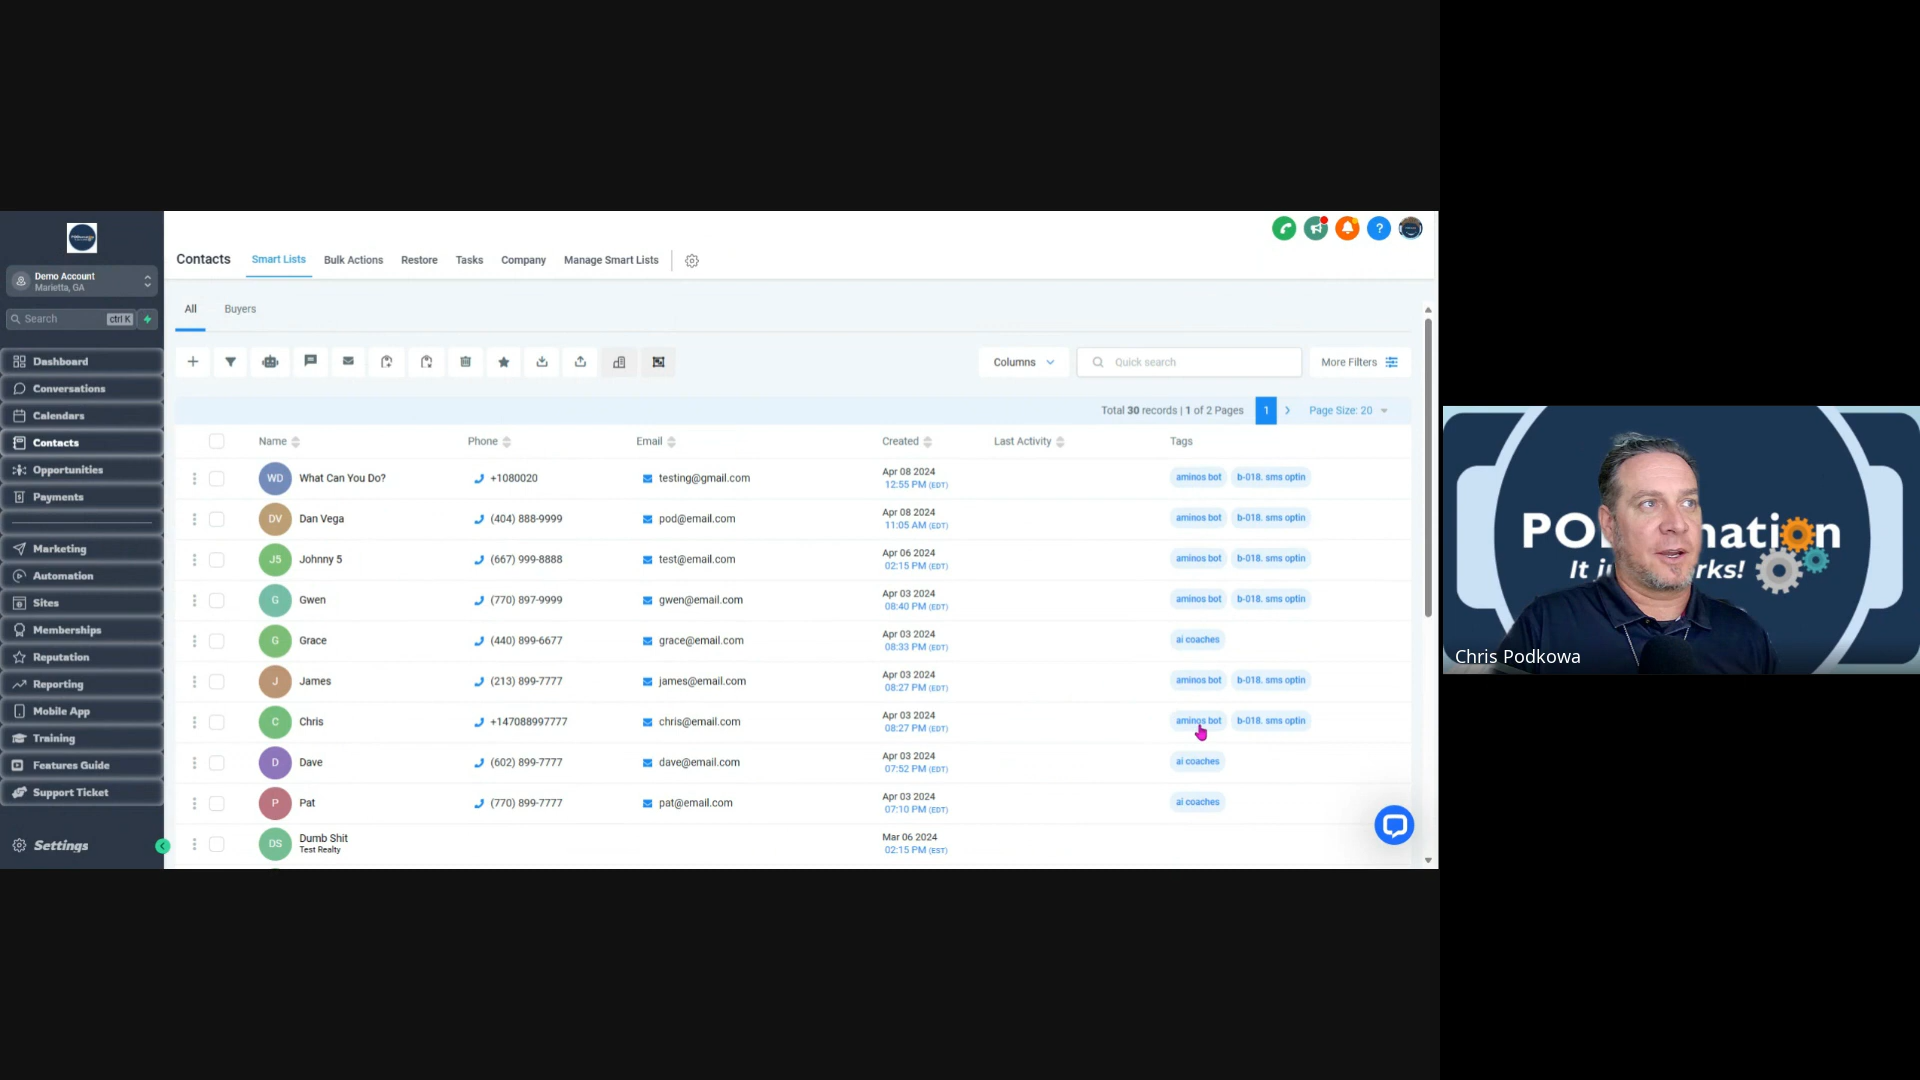 Demo Account
Marietta, GA
Search
ctrl K
Dashboard
Conversations
Calendars
Contacts
Opportunities
Payments
Marketing
Automation
Sites
Memberships
Reputation
Reporting
Mobile App
Training
Features Guide
Support Ticket
Settings
Contacts Smart Lists Bulk Actions Restore Tasks Company Manage Smart Lists
?
All Buyers
Columns Quick search More Filters
Total 30 records | 1 of 2 Pages 1 Page Size: 20
Name Phone Email Created Last Activity Tags
WD What Can You Do? +1080020 testing@gmail.com Apr 08 2024 12:55 PM (EDT) aminos bot b-018. sms optin
DV Dan Vega (404) 888-9999 pod@email.com Apr 08 2024 11:05 AM (EDT) aminos bot b-018. sms optin
J5 Johnny 5 (667) 999-8888 test@email.com Apr 06 2024 02:15 PM (EDT) aminos bot b-018. sms optin
G Gwen (770) 897-9999 gwen@email.com Apr 03 2024 08:40 PM (EDT) aminos bot b-018. sms optin
G Grace (440) 899-6677 grace@email.com Apr 03 2024 08:33 PM (EDT) ai coaches
J James (213) 899-7777 james@email.com Apr 03 2024 08:27 PM (EDT) aminos bot b-018. sms optin
C Chris +147088997777 chris@email.com Apr 03 2024 08:27 PM (EDT) aminos bot b-018. sms optin
D Dave (602) 899-7777 dave@email.com Apr 03 2024 07:52 PM (EDT) ai coaches
P Pat (770) 899-7777 pat@email.com Apr 03 2024 07:10 PM (EDT) ai coaches
DS Dumb Shit Test Realty Mar 06 2024 02:15 PM (EST)
It
Chris Podkowa